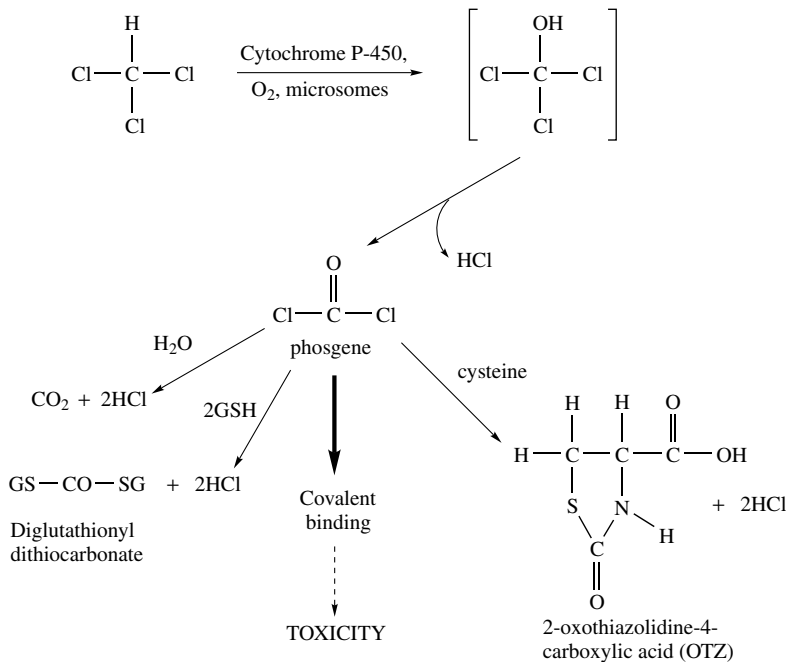 H
Cl C Cl
Cl
Cytochrome P-450,
O2, microsomes
OH
Cl C Cl
Cl
HCl
O
Cl C Cl
phosgene
H2O
CO2 + 2HCl
2GSH
GS CO SG + 2HCl
Diglutathionyl
dithiocarbonate
Covalent
binding
TOXICITY
cysteine
H H O
H C C C OH
S N H
C
O
+ 2HCl
2-oxothiazolidine-4-
carboxylic acid (OTZ)